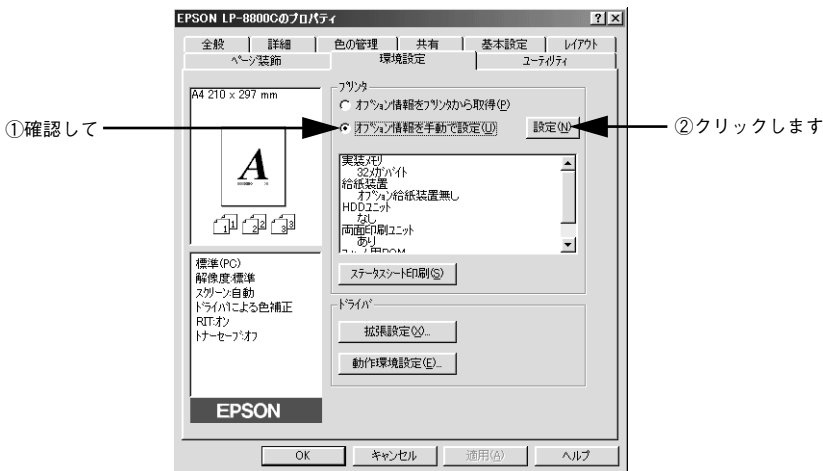 EPSON LP-8800Cのプロパティ
全般 詳細 色の管理 共有 基本設定 レイアウト
ページ装飾 環境設定 ユーティリティ
A4 210 x 297 mm
A
1 1 2 2 3 3
標準(PC)
解像度:標準
スクリーン:自動
ドライバによる色補正
RIT:オン
トナーセーブ:オフ
EPSON
プリンタ
オプション情報をプリンタから取得(P)
①確認して
オプション情報を手動で設定(U)
設定(N)...
②クリックします
実装メモリ
32メガバイト
給紙装置
オプション給紙装置無し
HDDユニット
なし
両面印刷ユニット
あり
ステータスシート印刷(S)
ドライバ
拡張設定(X)...
動作環境設定(E)...
OK キャンセル 適用(A) ヘルプ